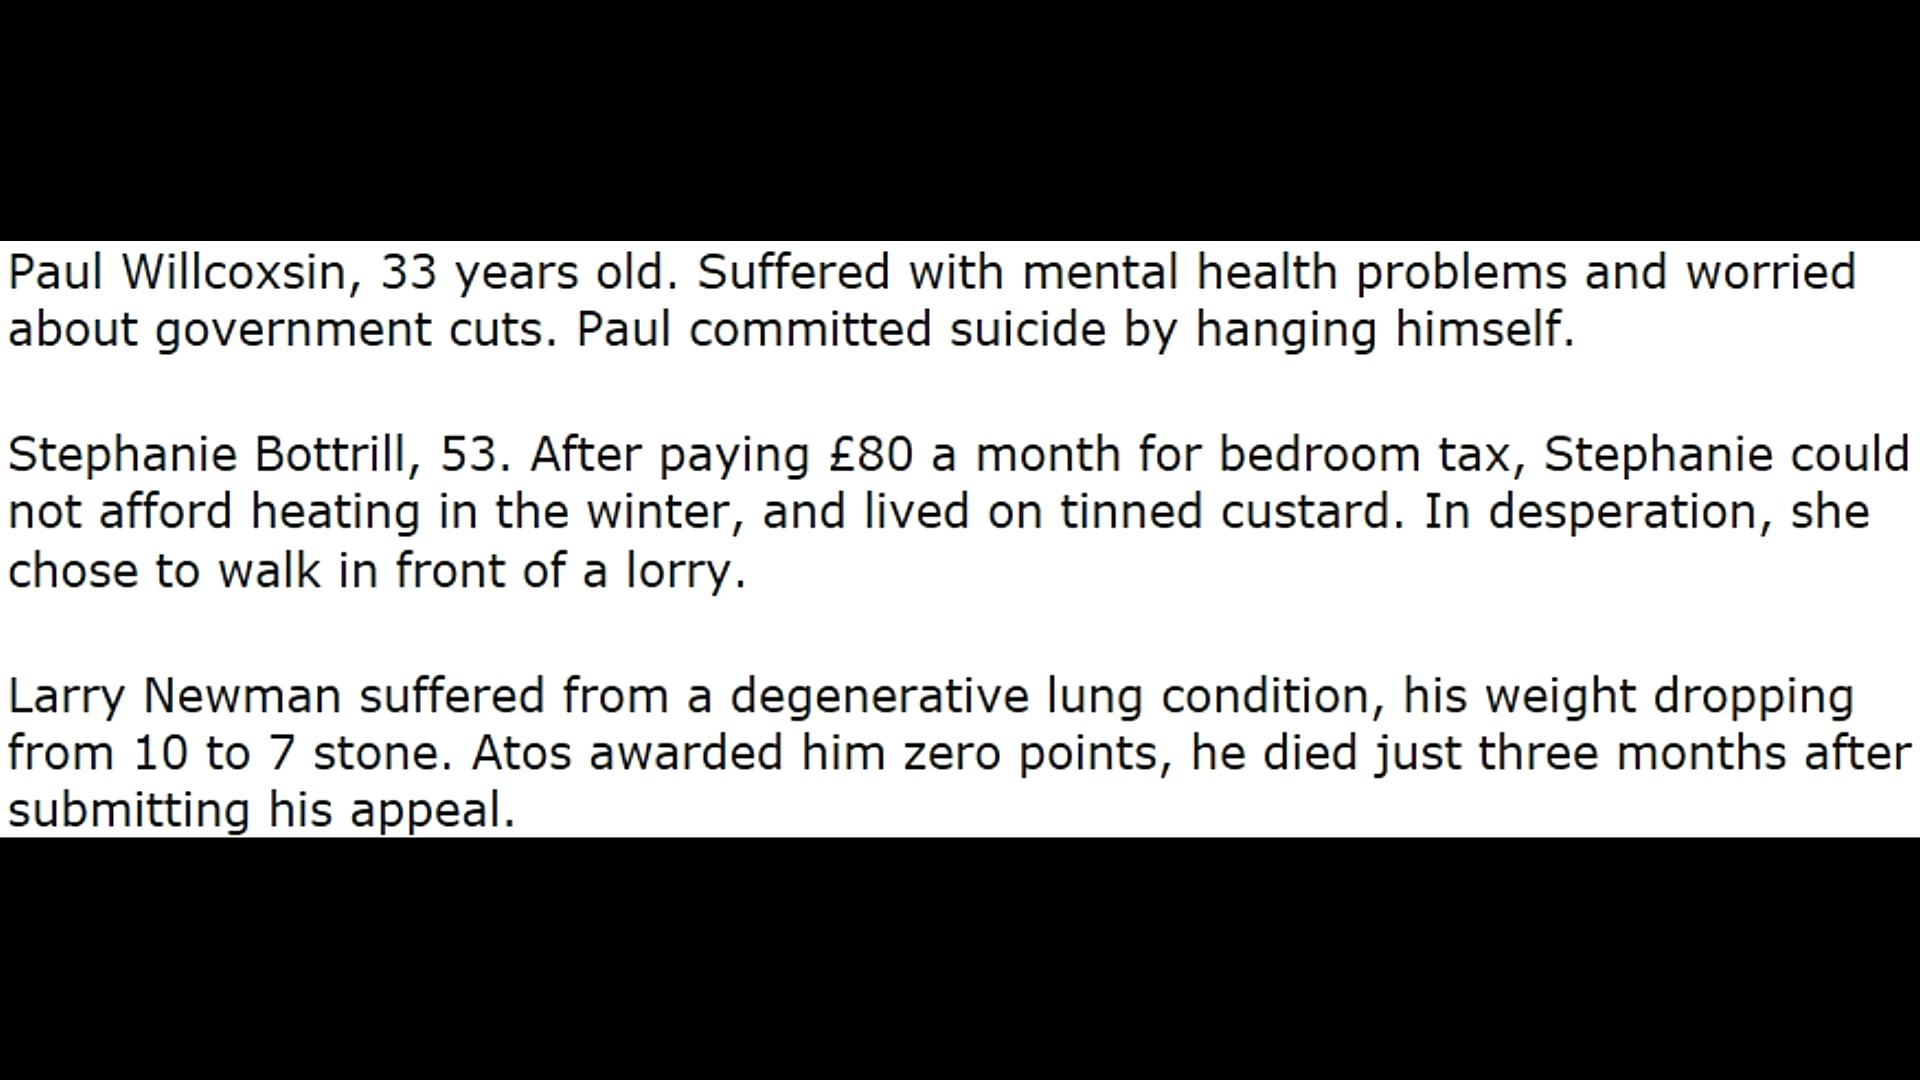 Paul Willcoxsin, 33 years old. Suffered with mental health problems and worried
about government cuts. Paul committed suicide by hanging himself.
Stephanie Bottrill, 53. After paying £80 a month for bedroom tax, Stephanie could
not afford heating in the winter, and lived on tinned custard. In desperation, she
chose to walk in front of a lorry.
Larry Newman suffered from a degenerative lung condition, his weight dropping
from 10 to 7 stone. Atos awarded him zero points, he died just three months after
submitting his appeal.